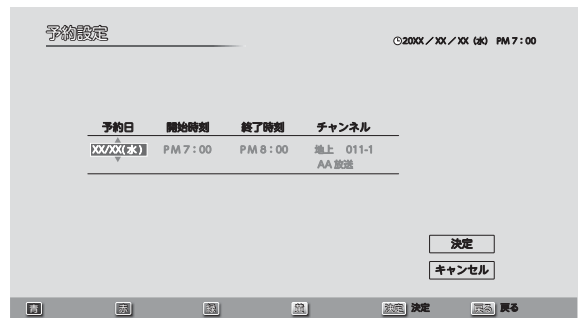 予約設定
20XX／XX／XX (水) PM 7：00
予約日 開始時刻 終了時刻 チャンネル
XX/XX(水) PM 7：00 PM 8：00 地上 011-1
AA 放送
決定
キャンセル
青 赤 緑 黄 決定 決定 戻る 戻る